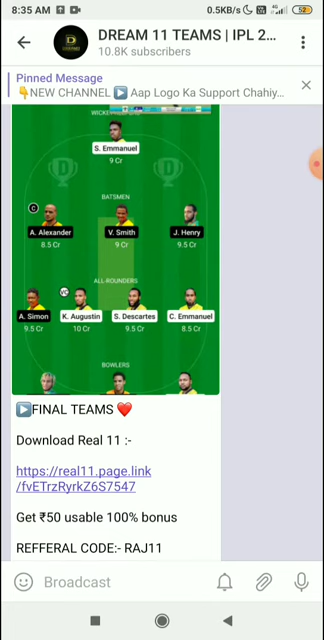 8:35 AM 0.5KB/s 52
DREAM 11 TEAMS | IPL 2...
10.8K subscribers
Pinned Message
👇NEW CHANNEL ▶️ Aap Logo Ka Support Chahiy...
S. Emmanuel
9 Cr
BATSMEN
C
A. Alexander V. Smith J. Henry
8.5 Cr 9 Cr 9.5 Cr
ALL-ROUNDERS
VC
A. Simon K. Augustin S. Descartes C. Emmanuel
9.5 Cr 10 Cr 9.5 Cr 8.5 Cr
BOWLERS
▶️FINAL TEAMS ❤️
Download Real 11 :-
https://real11.page.link
/fvETrzRyrkZ6S7547
Get ₹50 usable 100% bonus
REFFERAL CODE:- RAJ11
Broadcast